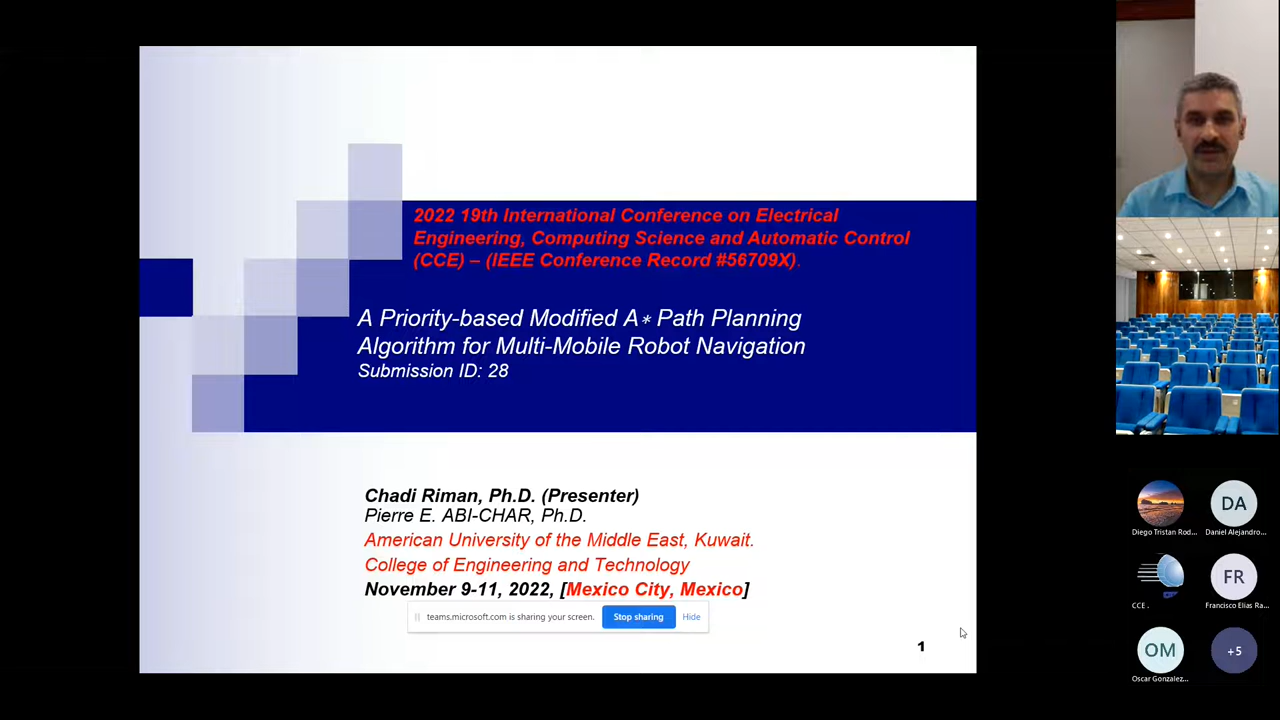 2022 19th International Conference on Electrical
Engineering, Computing Science and Automatic Control
(CCE) – (IEEE Conference Record #56709X).
A Priority-based Modified A* Path Planning
Algorithm for Multi-Mobile Robot Navigation
Submission ID: 28
Chadi Riman, Ph.D. (Presenter)
Pierre E. ABI-CHAR, Ph.D.
American University of the Middle East, Kuwait.
College of Engineering and Technology
November 9-11, 2022, [Mexico City, Mexico]
teams.microsoft.com is sharing your screen. Stop sharing Hide
1
DA
Diego Tristan Rod... Daniel Alejandro...
FR
CCE . Francisco Elias Ra...
OM +5
Oscar Gonzalez...